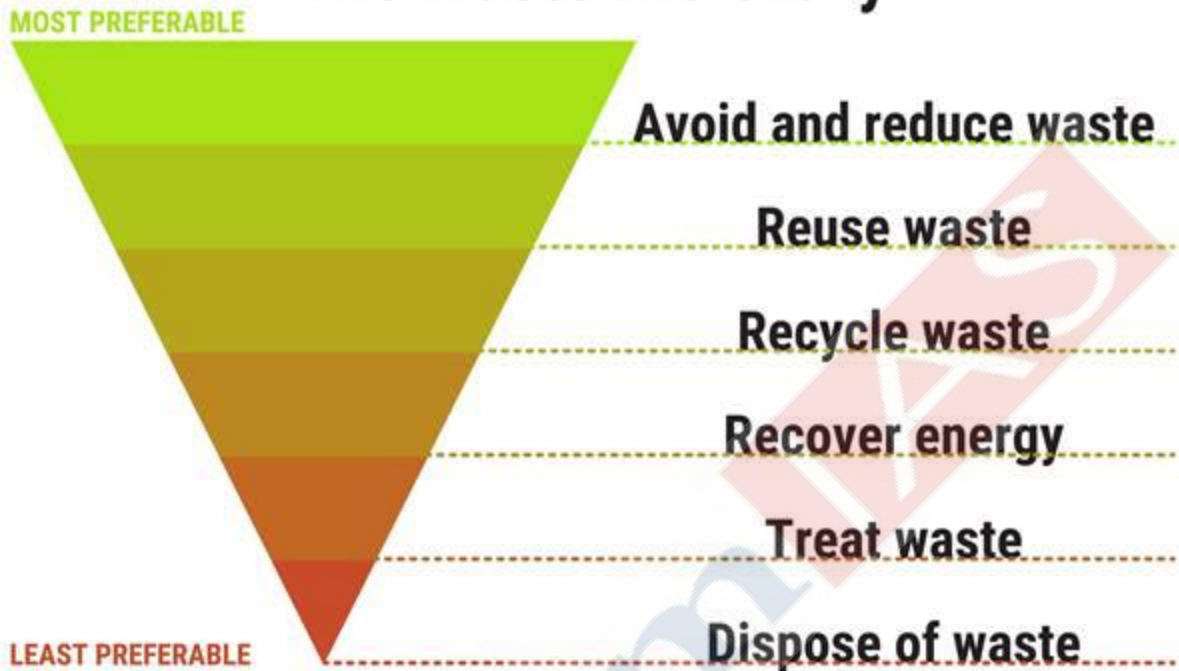 MOST PREFERABLE
Avoid and reduce waste
Reuse waste
Recycle waste
Recover energy
Treat waste
Dispose of waste
LEAST PREFERABLE
IAS